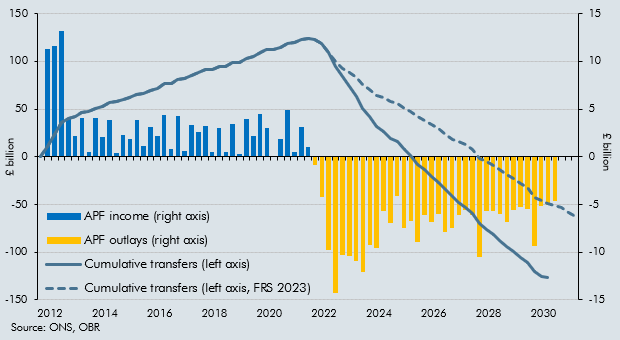 150 15
100 10
50 5
0 0
-50 -5
-100 -10
-150 -15
£ billion
£ billion
APF income (right axis)
APF outlays (right axis)
Cumulative transfers (left axis)
Cumulative transfers (left axis, FRS 2023)
2012 2014 2016 2018 2020 2022 2024 2026 2028 2030
Source: ONS, OBR